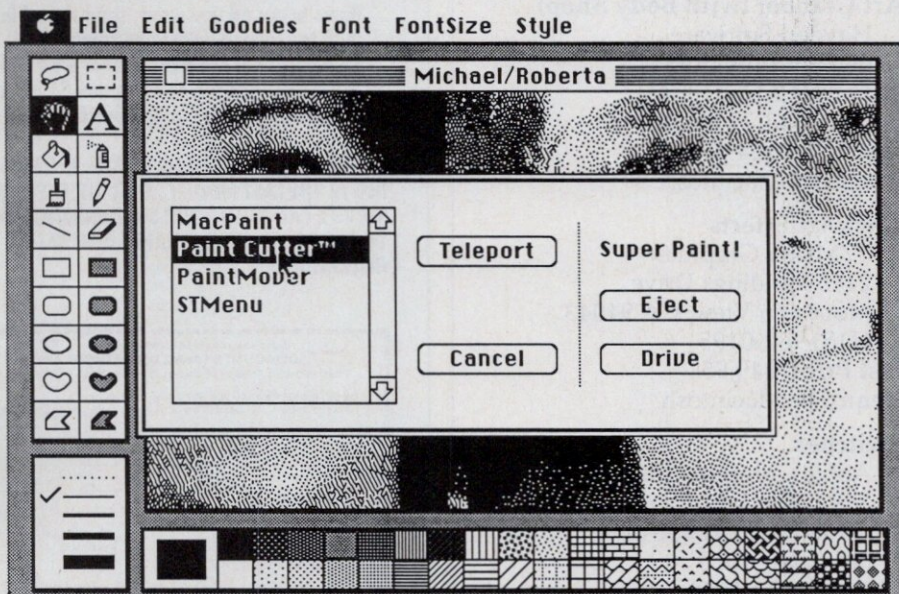 File Edit Goodies Font FontSize Style
Michael/Roberta
A
MacPaint
Paint Cutter™
PaintMover
STMenu
Teleport
Cancel
Super Paint!
Eject
Drive